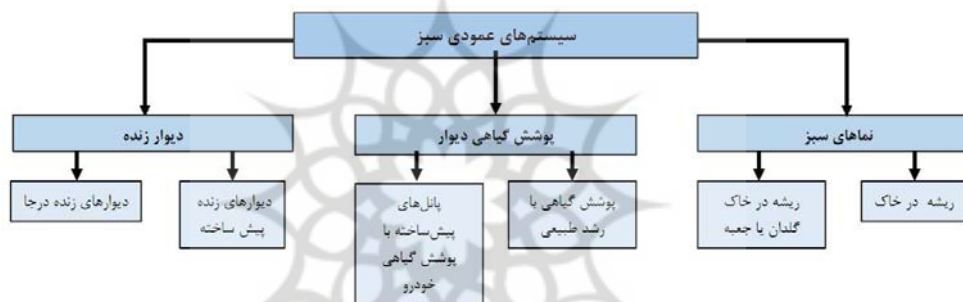 سیستم‌های عمودی سبز
نماهای سبز
پوشش گیاهی دیوار
دیوار زنده
ریشه در خاک
ریشه در خاک
گلدان یا جعبه
پوشش گیاهی با
رشد طبیعی
پانل‌های
پیش‌ساخته با
پوشش گیاهی
خودرو
دیوارهای زنده
پیش ساخته
دیوارهای زنده درجا